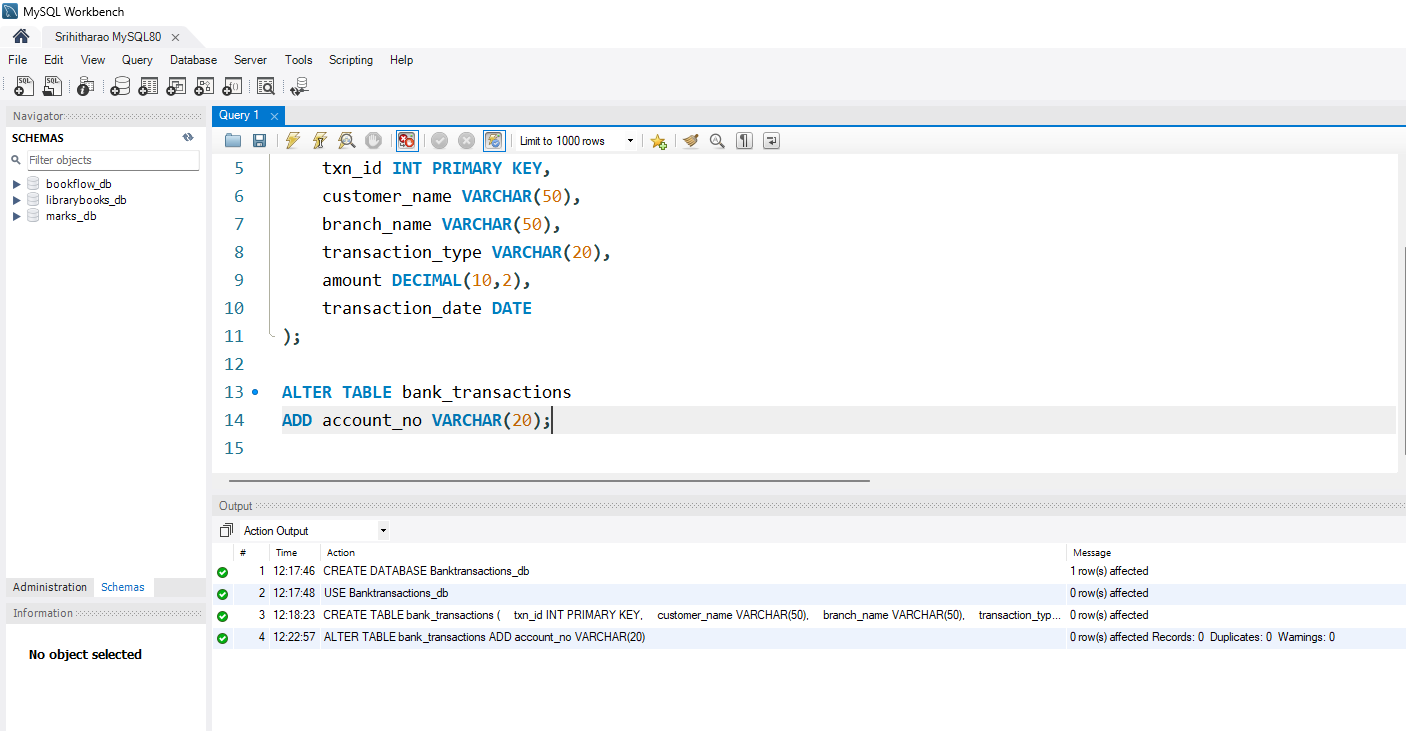 MySQL Workbench
Srihitharao MySQL80
File Edit View Query Database Server Tools Scripting Help
Navigator
SCHEMAS
Filter objects
bookflow_db
librarybooks_db
marks_db
Administration Schemas
Information
No object selected
Query 1
Limit to 1000 rows
5 txn_id INT PRIMARY KEY,
6 customer_name VARCHAR(50),
7 branch_name VARCHAR(50),
8 transaction_type VARCHAR(20),
9 amount DECIMAL(10,2),
10 transaction_date DATE
11 );
12
13 ALTER TABLE bank_transactions
14 ADD account_no VARCHAR(20);
15
Output
Action Output
# Time Action Message
1 12:17:46 CREATE DATABASE Banktransactions_db 1 row(s) affected
2 12:17:48 USE Banktransactions_db 0 row(s) affected
3 12:18:23 CREATE TABLE bank_transactions ( txn_id INT PRIMARY KEY, customer_name VARCHAR(50), branch_name VARCHAR(50), transaction_typ... 0 row(s) affected
4 12:22:57 ALTER TABLE bank_transactions ADD account_no VARCHAR(20) 0 row(s) affected Records: 0 Duplicates: 0 Warnings: 0